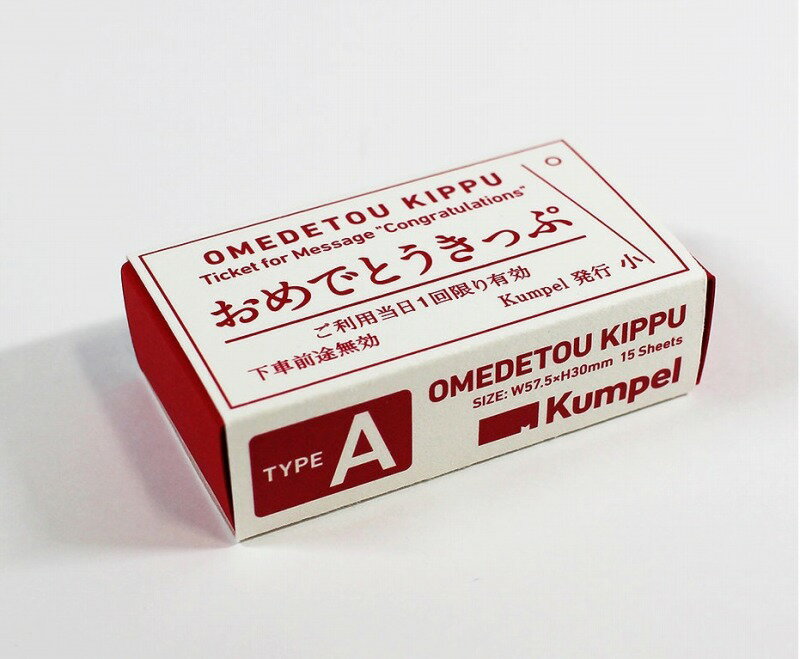 OMEDETOU KIPPU
Ticket for Message "Congratulations"
おめでとうきっぷ
ご利用当日1回限り有効
下車前途無効
Kumpel 発行 小
TYPE A
OMEDETOU KIPPU
SIZE: W57.5×H30mm 15 Sheets
Kumpel